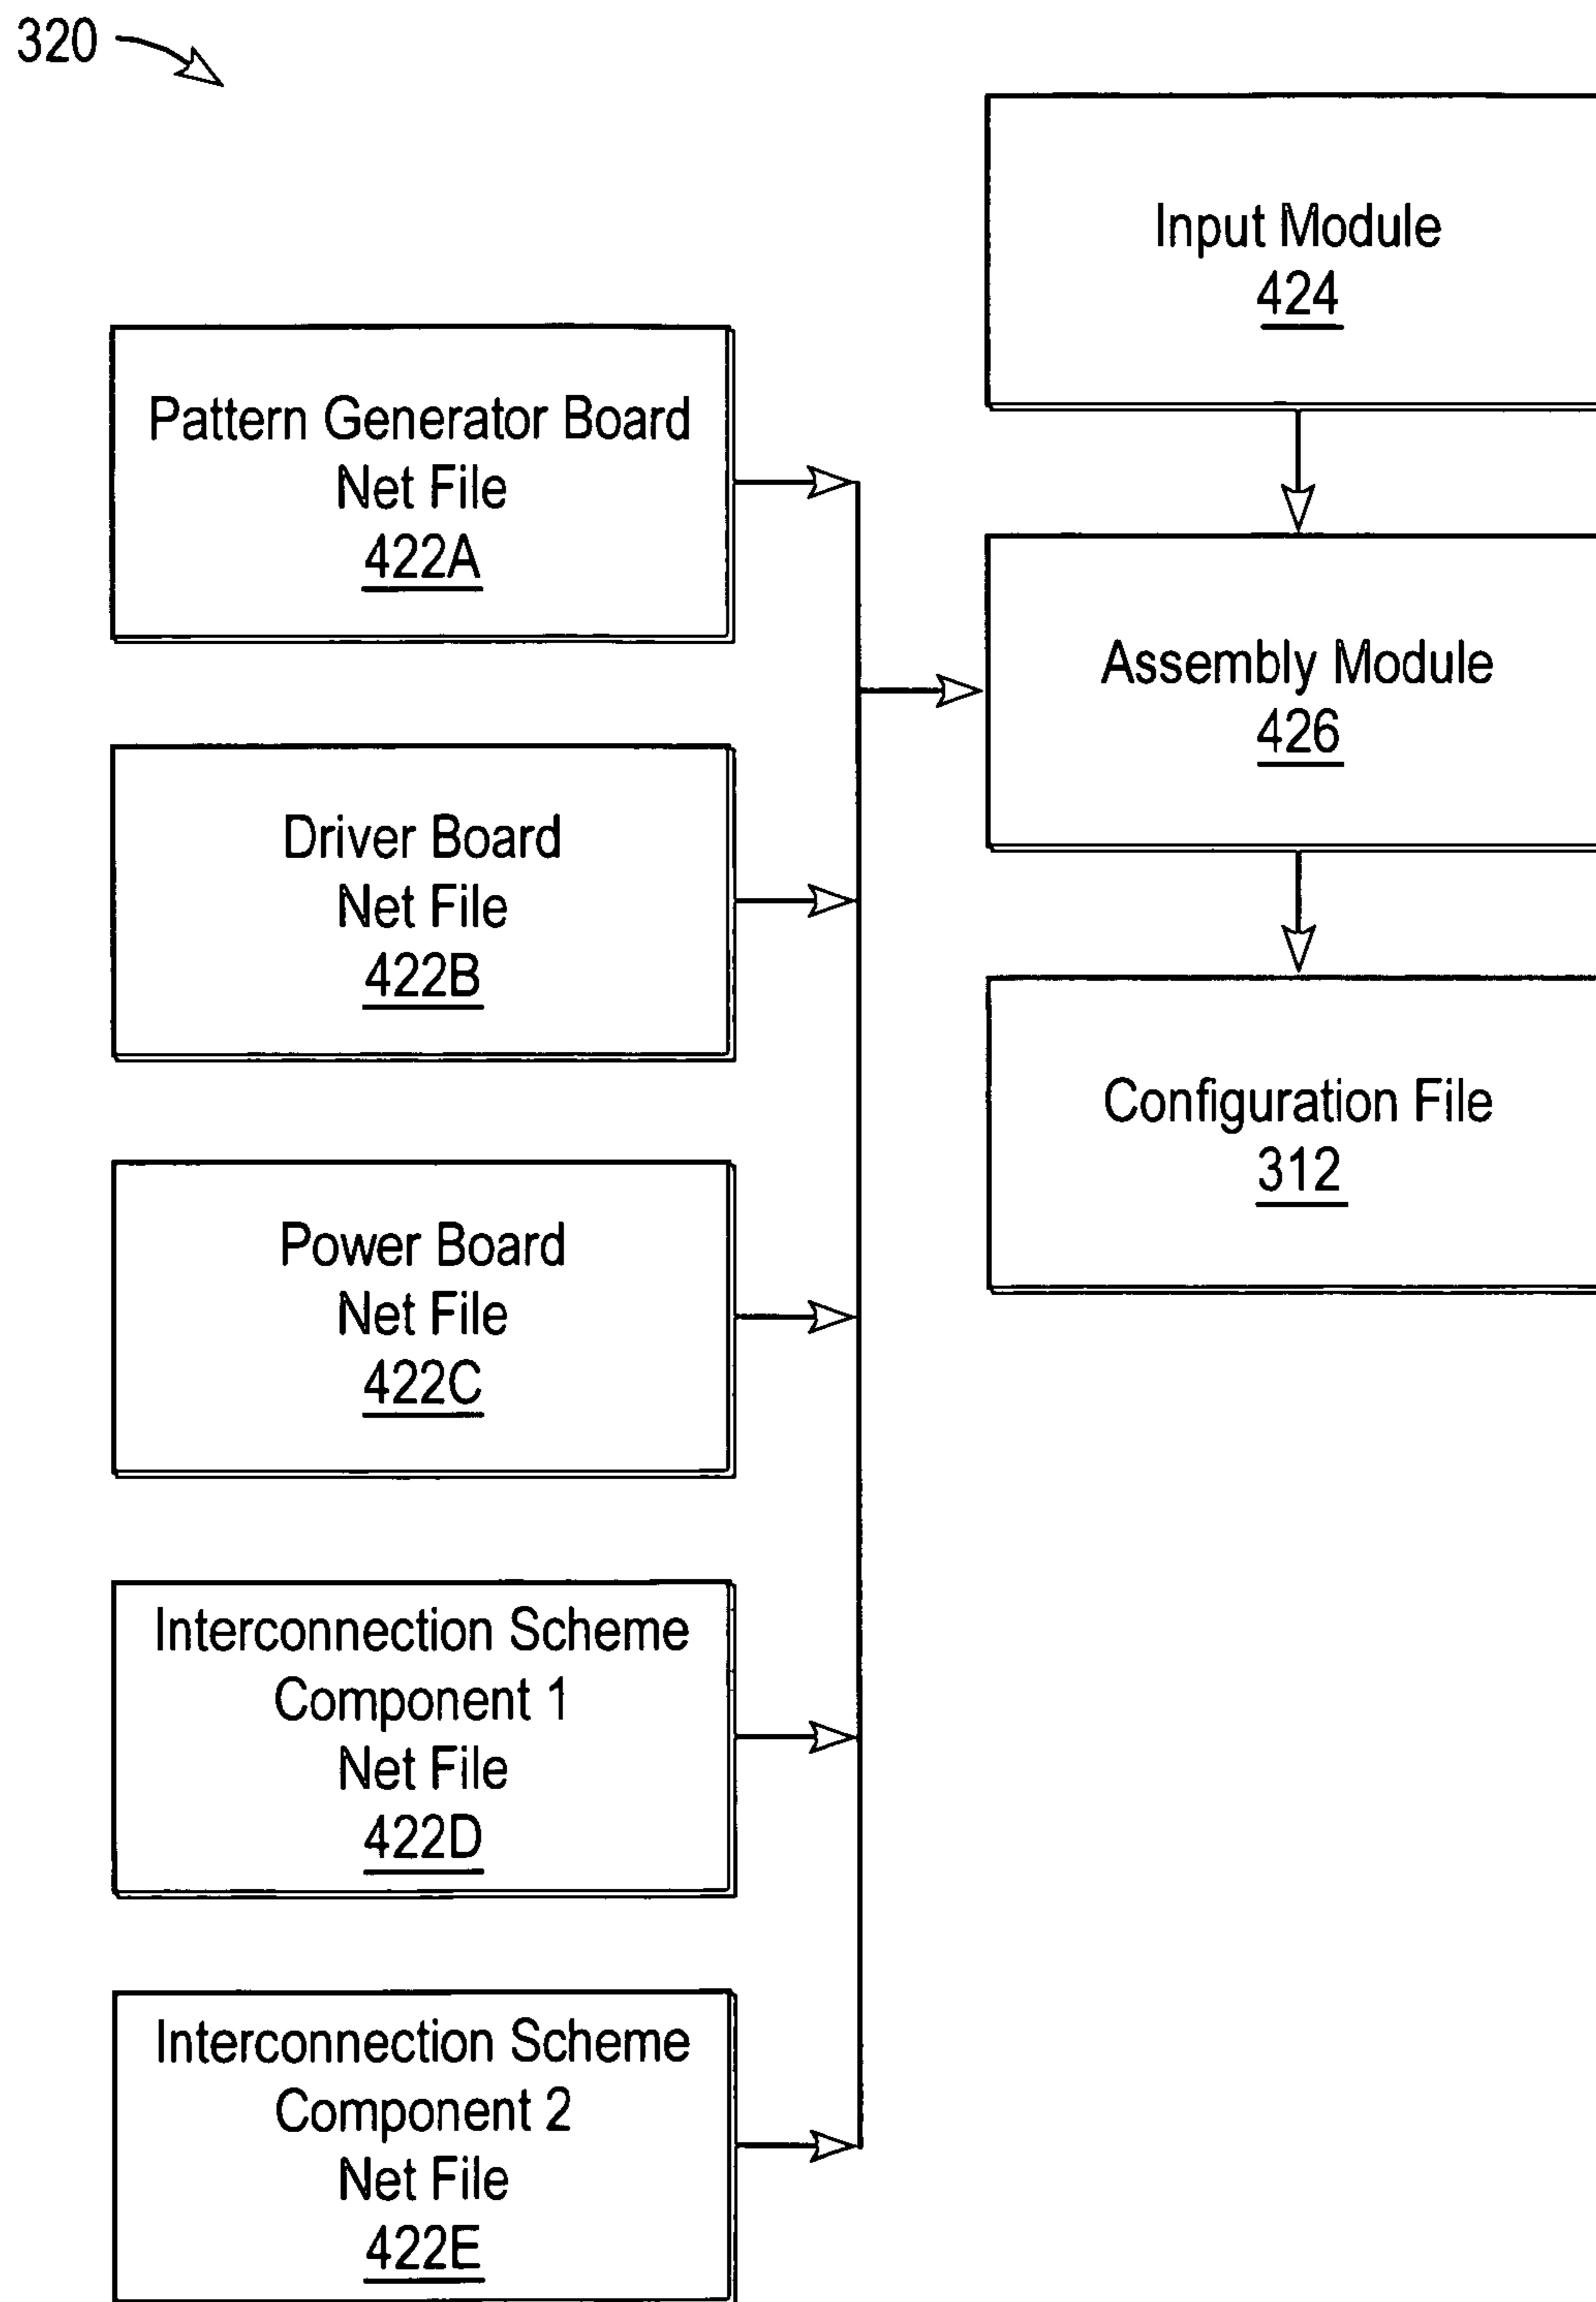 320
Input Module
424
Pattern Generator Board
Net File
422A
Assembly Module
426
Driver Board
Net File
422B
Configuration File
312
Power Board
Net File
422C
Interconnection Scheme
Component 1
Net File
422D
Interconnection Scheme
Component 2
Net File
422E